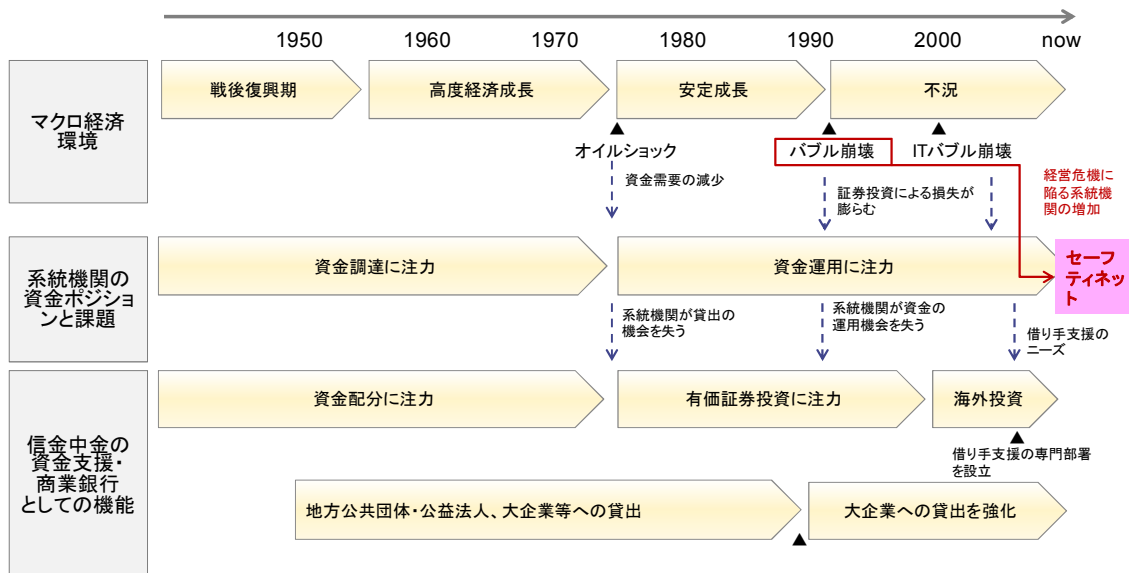 1950
1960
1970
1980
1990
2000
now
マクロ経済
環境
戦後復興期
高度経済成長
安定成長
不況
オイルショック
バブル崩壊
ITバブル崩壊
資金需要の減少
証券投資による損失が
膨らむ
経営危機に
陥る系統機
関の増加
系統機関の
資金ポジショ
ンと課題
資金調達に注力
資金運用に注力
セーフ
ティネッ
ト
系統機関が貸出の
機会を失う
系統機関が資金の
運用機会を失う
借り手支援の
ニーズ
信金中金の
資金支援・
商業銀行
としての機能
資金配分に注力
有価証券投資に注力
海外投資
借り手支援の専門部署
を設立
地方公共団体・公益法人、大企業等への貸出
大企業への貸出を強化